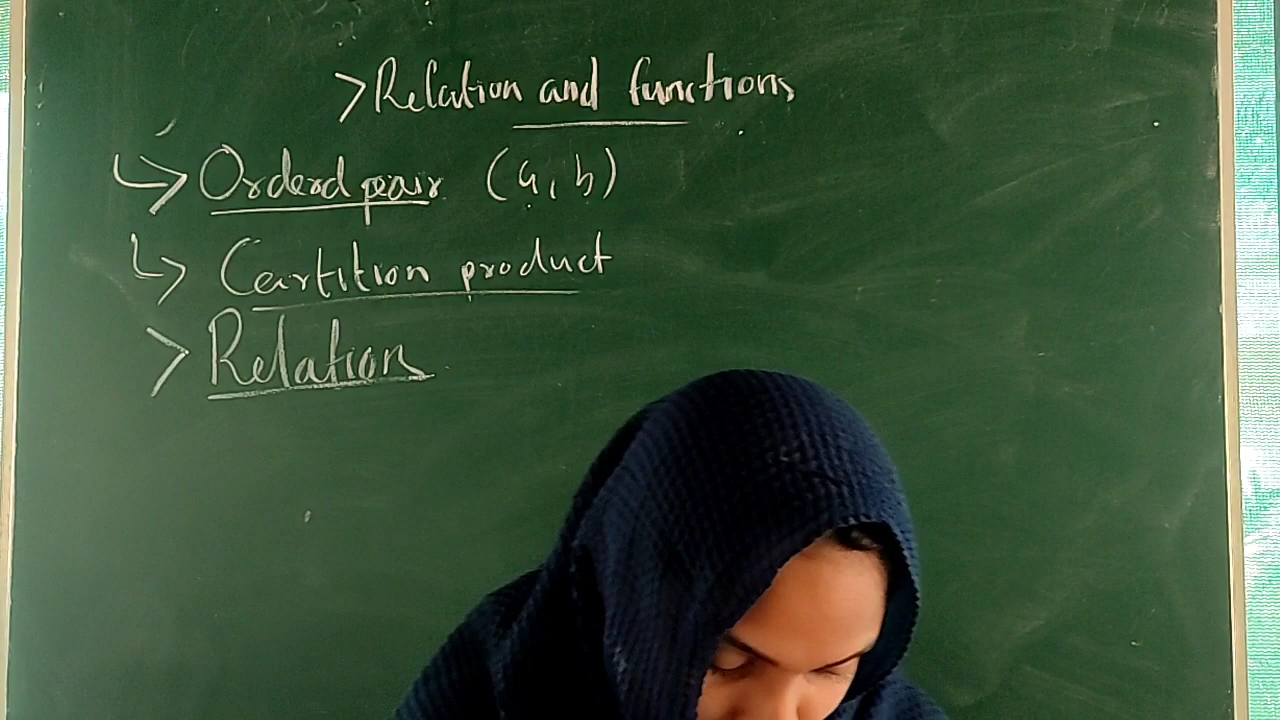 >Relation and functions
↳> Orderd pair (a, b)
↳> Cartition product
> Relation